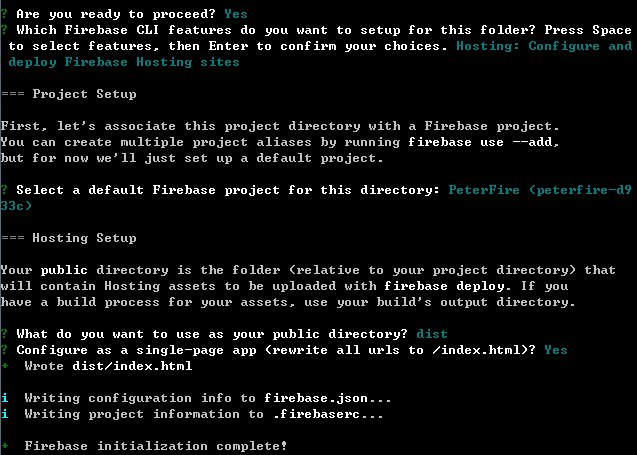 ? Are you ready to proceed? Yes
? Which Firebase CLI features do you want to setup for this folder? Press Space
to select features, then Enter to confirm your choices. Hosting: Configure and
 deploy Firebase Hosting sites
=== Project Setup
First, let's associate this project directory with a Firebase project.
You can create multiple project aliases by running firebase use --add,
but for now we'll just set up a default project.
? Select a default Firebase project for this directory: PeterFire (peterfire-d9
33c)
=== Hosting Setup
Your public directory is the folder (relative to your project directory) that
will contain Hosting assets to be uploaded with firebase deploy. If you
have a build process for your assets, use your build's output directory.
? What do you want to use as your public directory? dist
? Configure as a single-page app (rewrite all urls to /index.html)? Yes
+  Wrote dist/index.html
i  Writing configuration info to firebase.json...
i  Writing project information to .firebaserc...
+  Firebase initialization complete!